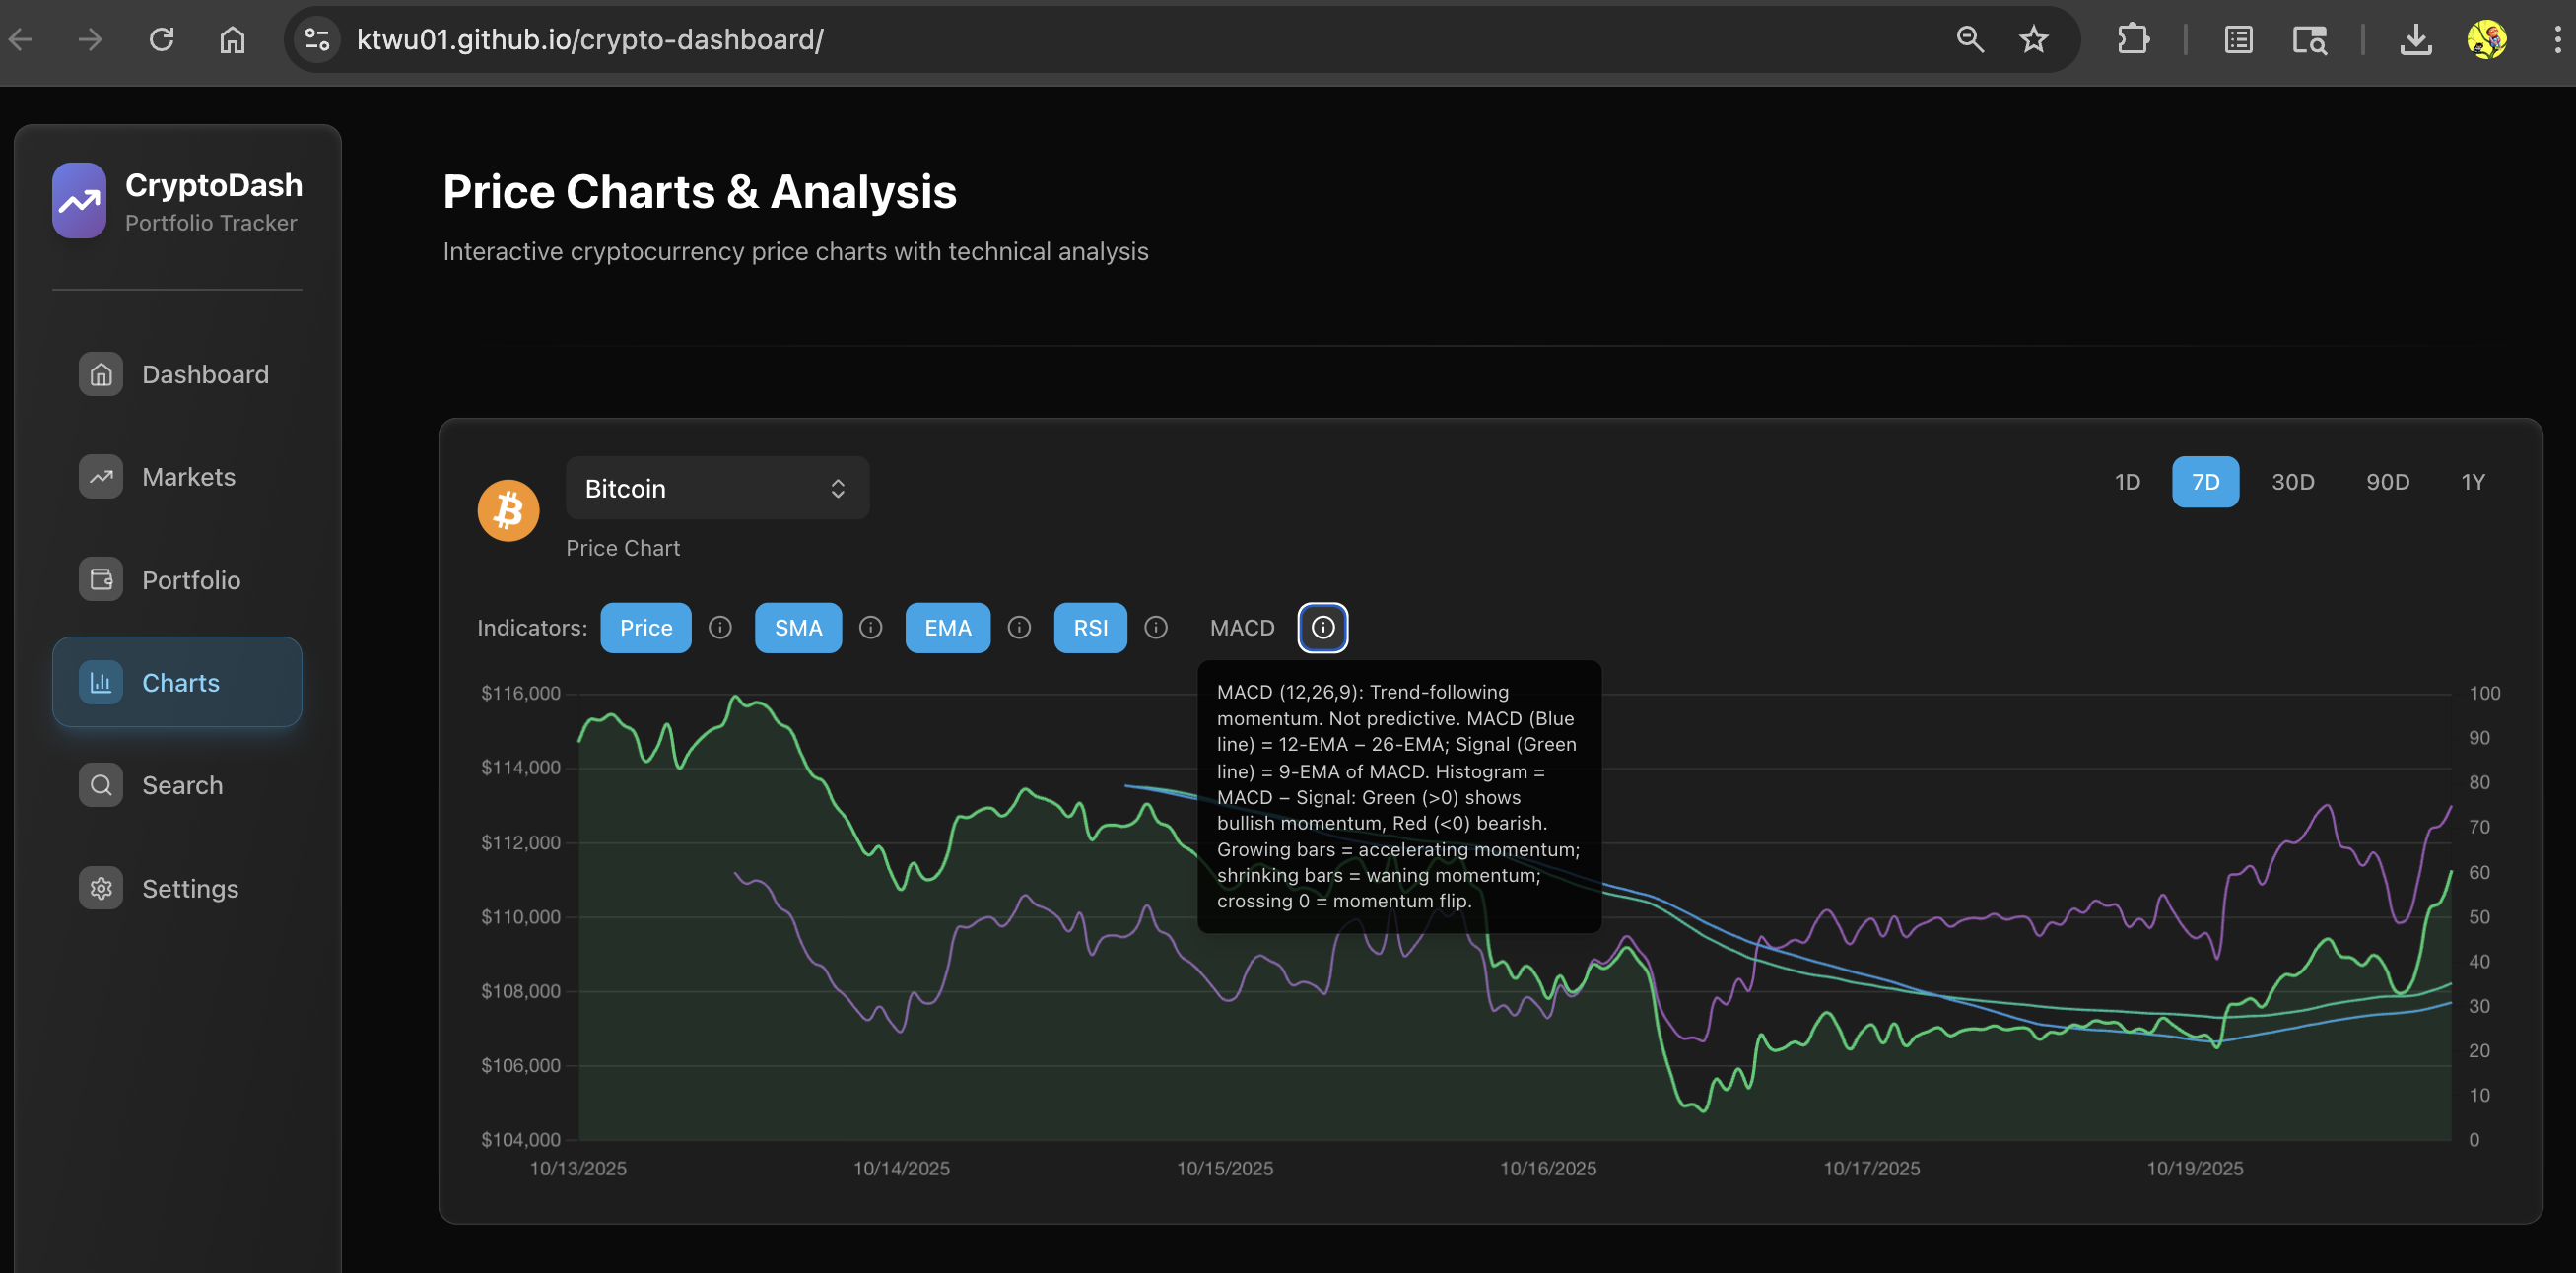 ktwu01.github.io/crypto-dashboard/
CryptoDash
Portfolio Tracker
Dashboard
Markets
Portfolio
Charts
Search
Settings
Price Charts & Analysis
Interactive cryptocurrency price charts with technical analysis
Bitcoin
Price Chart
1D 7D 30D 90D 1Y
Indicators: Price SMA EMA RSI MACD
MACD (12,26,9): Trend-following
momentum. Not predictive. MACD (Blue
line) = 12-EMA – 26-EMA; Signal (Green
line) = 9-EMA of MACD. Histogram =
MACD – Signal: Green (>0) shows
bullish momentum, Red (<0) bearish.
Growing bars = accelerating momentum;
shrinking bars = waning momentum;
crossing 0 = momentum flip.
$116,000
$114,000
$112,000
$110,000
$108,000
$106,000
$104,000
100
90
80
70
60
50
40
30
20
10
0
10/13/2025 10/14/2025 10/15/2025 10/16/2025 10/17/2025 10/19/2025